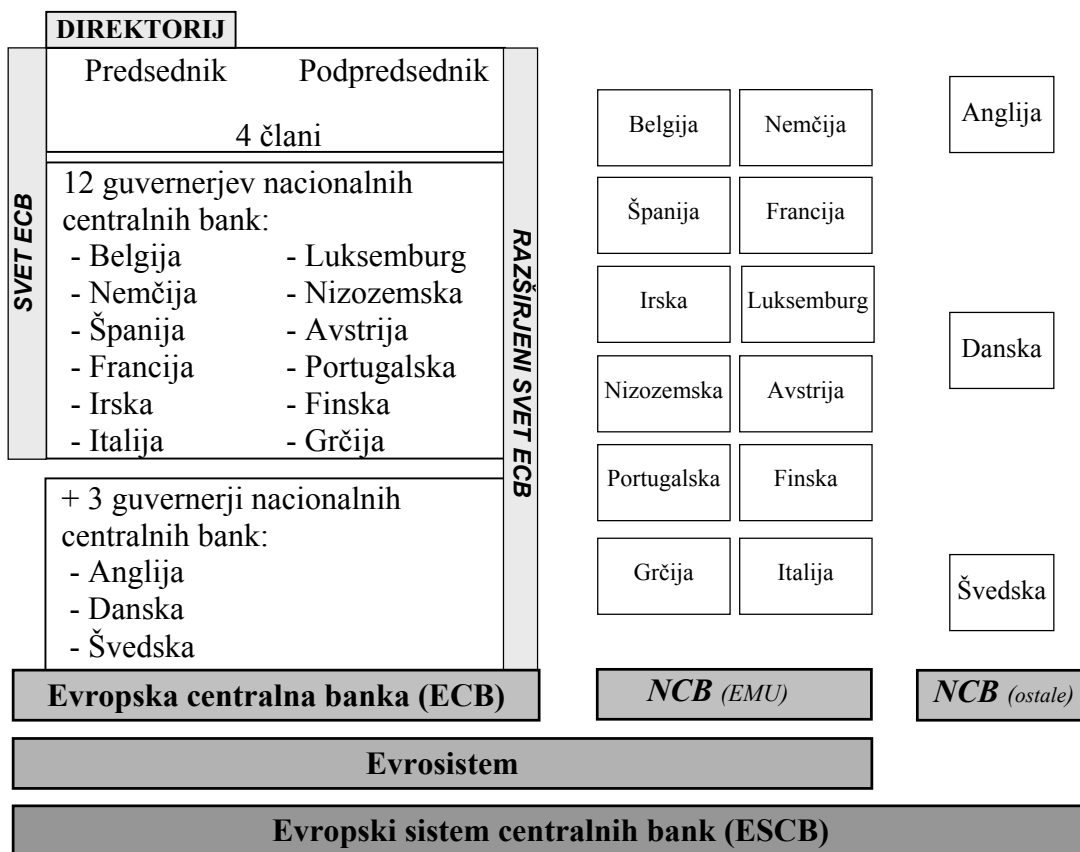 DIREKTORIJ
SVET ECB
Predsednik Podpredsednik
4 člani
12 guvernerjev nacionalnih
centralnih bank:
- Belgija - Luksemburg
- Nemčija - Nizozemska
- Španija - Avstrija
- Francija - Portugalska
- Irska - Finska
- Italija - Grčija
+ 3 guvernerji nacionalnih
centralnih bank:
- Anglija
- Danska
- Švedska
RAZŠIRJENI SVET ECB
Evropska centralna banka (ECB)
Belgija Nemčija
Španija Francija
Irska Luksemburg
Nizozemska Avstrija
Portugalska Finska
Grčija Italija
NCB (EMU)
Anglija
Danska
Švedska
NCB (ostale)
Evrosistem
Evropski sistem centralnih bank (ESCB)